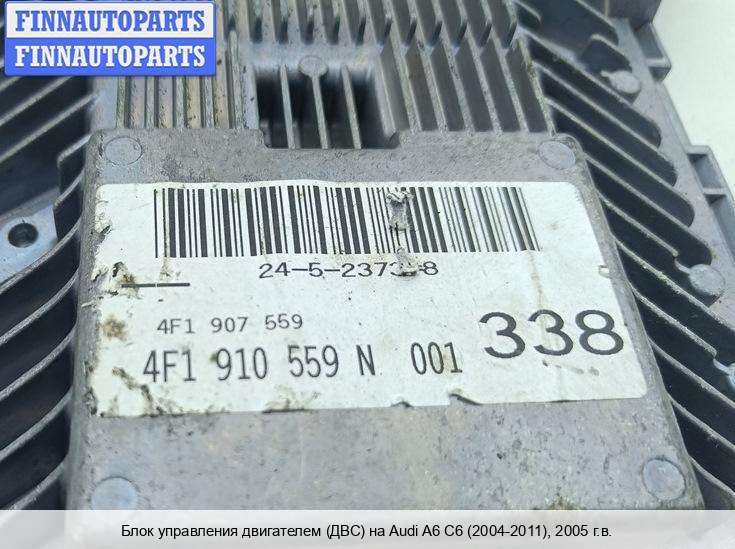 FINNAUTOPARTS
FINNAUTOPARTS
4F1 907 559
4F1 910 559 N 001
338
Блок управления двигателем (ДВС) на Audi A6 C6 (2004-2011), 2005 г.в.